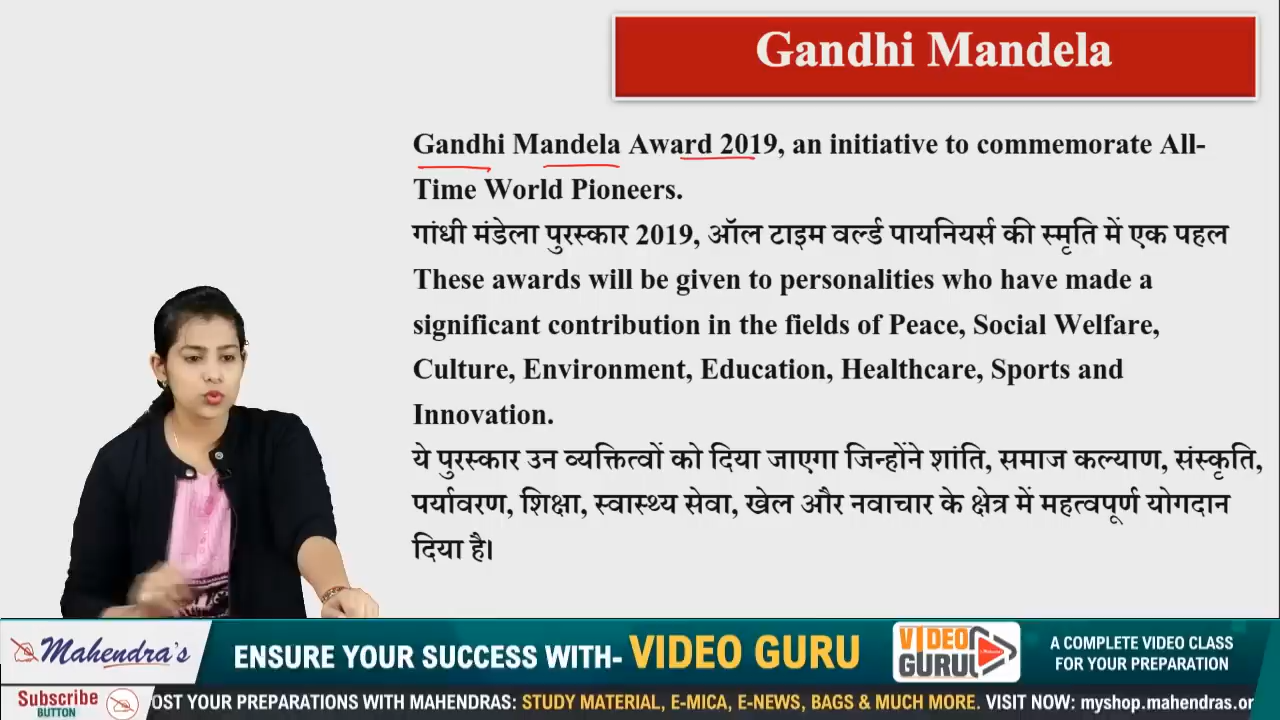 Gandhi Mandela
Gandhi Mandela Award 2019, an initiative to commemorate All-
Time World Pioneers.
गांधी मंडेला पुरस्कार 2019, ऑल टाइम वर्ल्ड पायनियर्स की स्मृति में एक पहल
These awards will be given to personalities who have made a
significant contribution in the fields of Peace, Social Welfare,
Culture, Environment, Education, Healthcare, Sports and
Innovation.
ये पुरस्कार उन व्यक्तित्वों को दिया जाएगा जिन्होंने शांति, समाज कल्याण, संस्कृति,
पर्यावरण, शिक्षा, स्वास्थ्य सेवा, खेल और नवाचार के क्षेत्र में महत्वपूर्ण योगदान
दिया है।
Mahendra's
ENSURE YOUR SUCCESS WITH- VIDEO GURU
VIDEO
GURU
A COMPLETE VIDEO CLASS
FOR YOUR PREPARATION
Subscribe
BUTTON
OST YOUR PREPARATIONS WITH MAHENDRAS: STUDY MATERIAL, E-MICA, E-NEWS, BAGS & MUCH MORE. VISIT NOW: myshop.mahendras.or